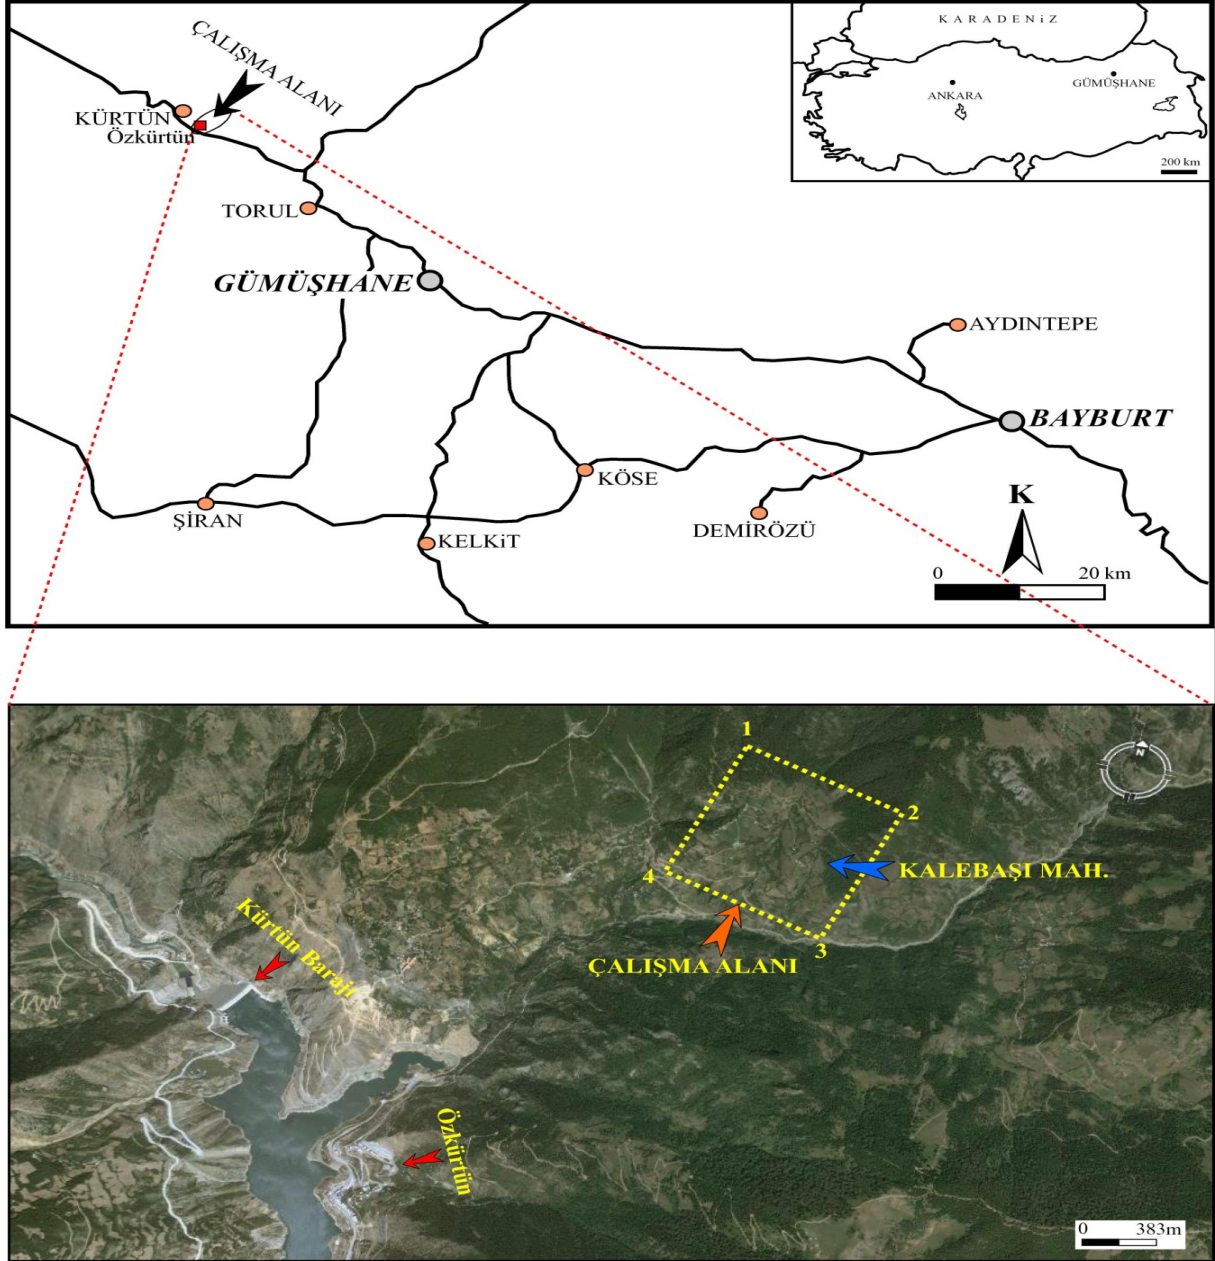 ÇALIŞMA ALANI
KARADENiZ
ANKARA
GÜMÜŞHANE
200 km
KÜRTÜN
Özkürtün
TORUL
GÜMÜŞHANE
AYDINTEPE
BAYBURT
KÖSE
ŞİRAN
KELKiT
DEMİRÖZÜ
K
0 20 km
1
2
KALEBAŞI MAH.
4
3
ÇALIŞMA ALANI
Kürtün Barajı
Özkürtün
N
0 383m